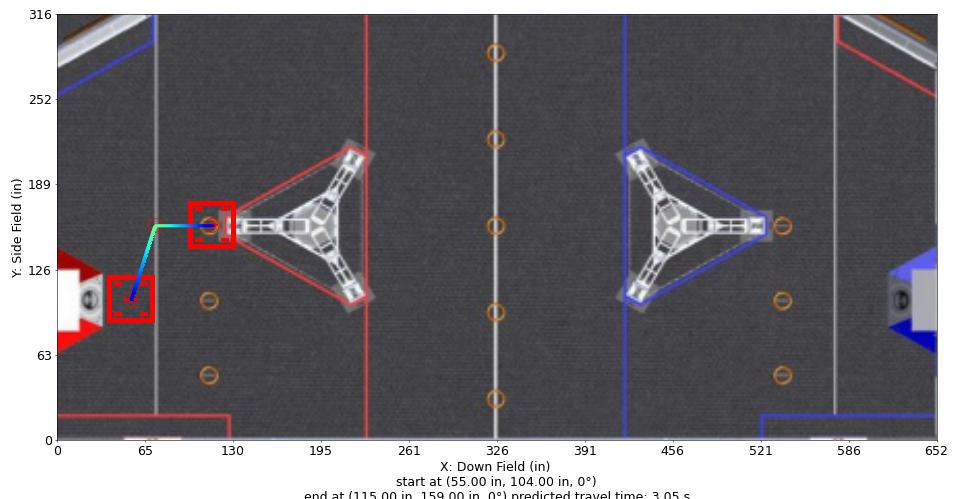 316
252
189
126
63
0
Y: Side Field (in)
0 65 130 195 261 326 391 456 521 586 652
X: Down Field (in)
start at (55.00 in, 104.00 in, 0°)
end at (115.00 in, 159.00 in, 0°) predicted travel time: 3.05 s